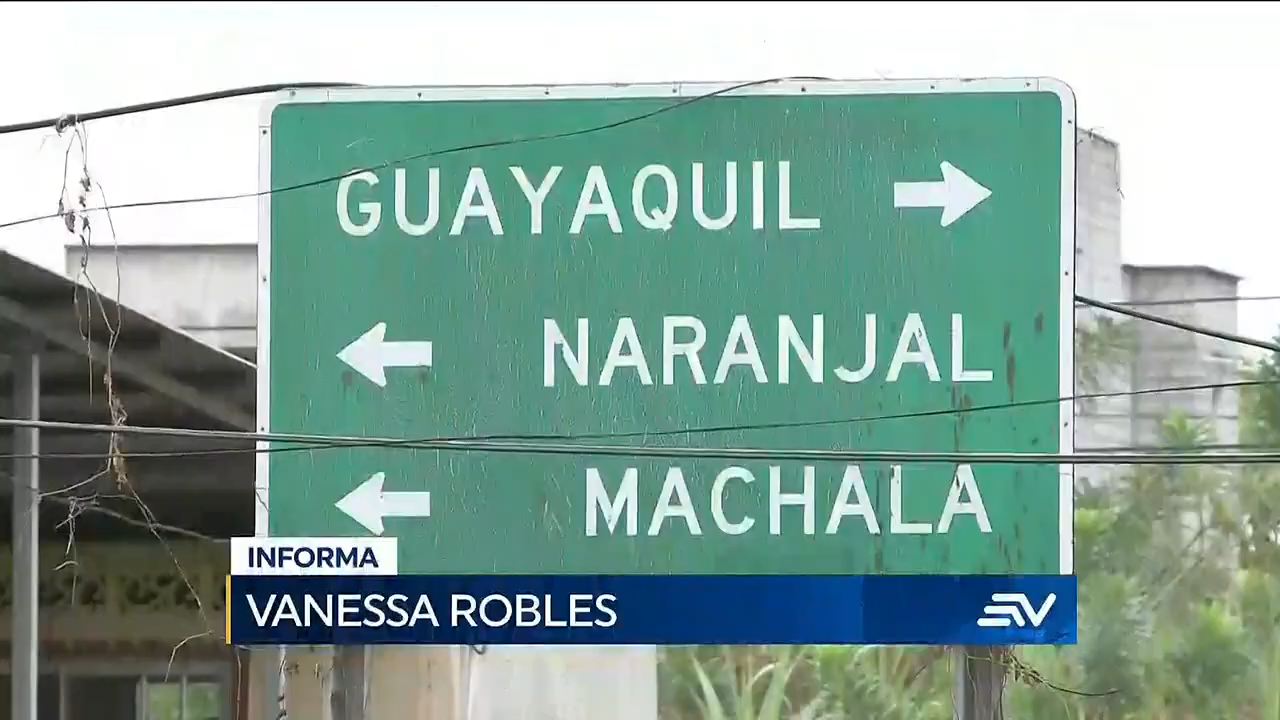 GUAYAQUIL
NARANJAL
MACHALA
INFORMA
VANESSA ROBLES